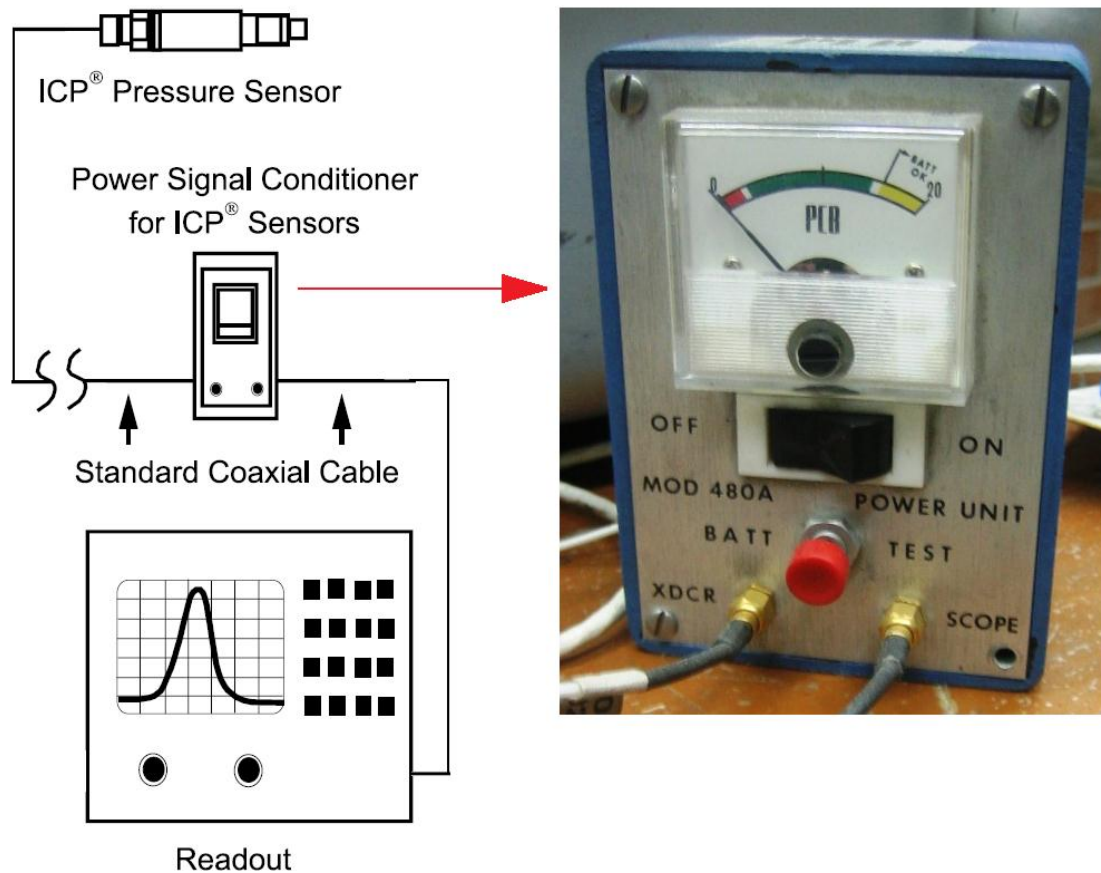 ICP® Pressure Sensor
Power Signal Conditioner
for ICP® Sensors
Standard Coaxial Cable
Readout
0
BATT
OK
20
PCB
OFF
ON
MOD 480A
POWER UNIT
BATT
TEST
XDCR
SCOPE